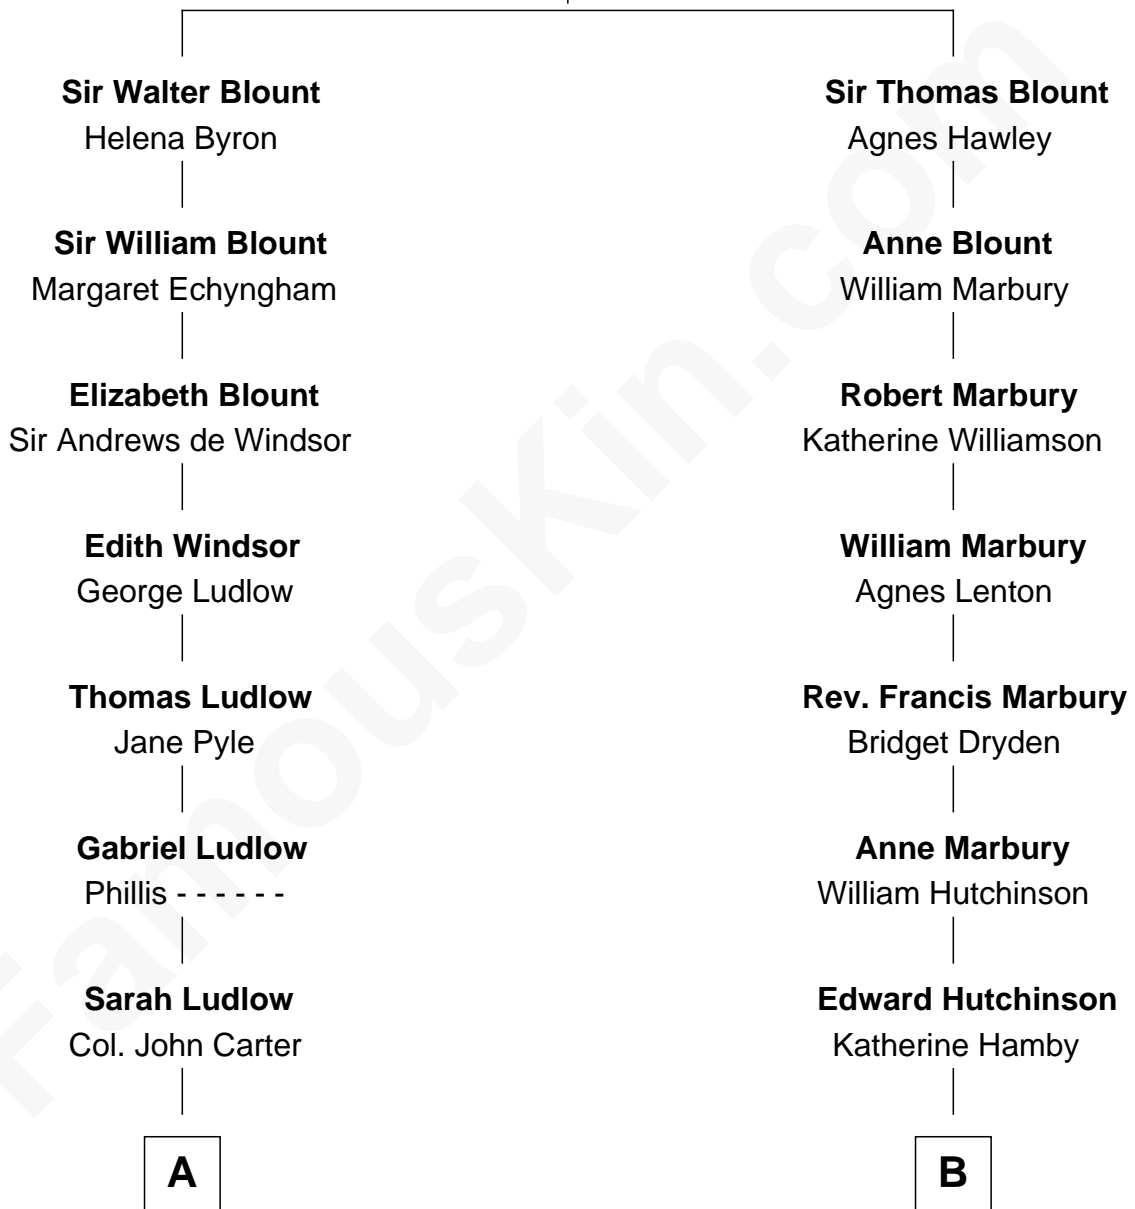 Sir Walter Blount
Helena Byron
Sir William Blount
Margaret Echyngham
Elizabeth Blount
Sir Andrews de Windsor
Edith Windsor
George Ludlow
Thomas Ludlow
Jane Pyle
Gabriel Ludlow
Phillis - - - - - -
Sarah Ludlow
Col. John Carter
A
Sir Thomas Blount
Agnes Hawley
Anne Blount
William Marbury
Robert Marbury
Katherine Williamson
William Marbury
Agnes Lenton
Rev. Francis Marbury
Bridget Dryden
Anne Marbury
William Hutchinson
Edward Hutchinson
Katherine Hamby
B
FamousKin.com